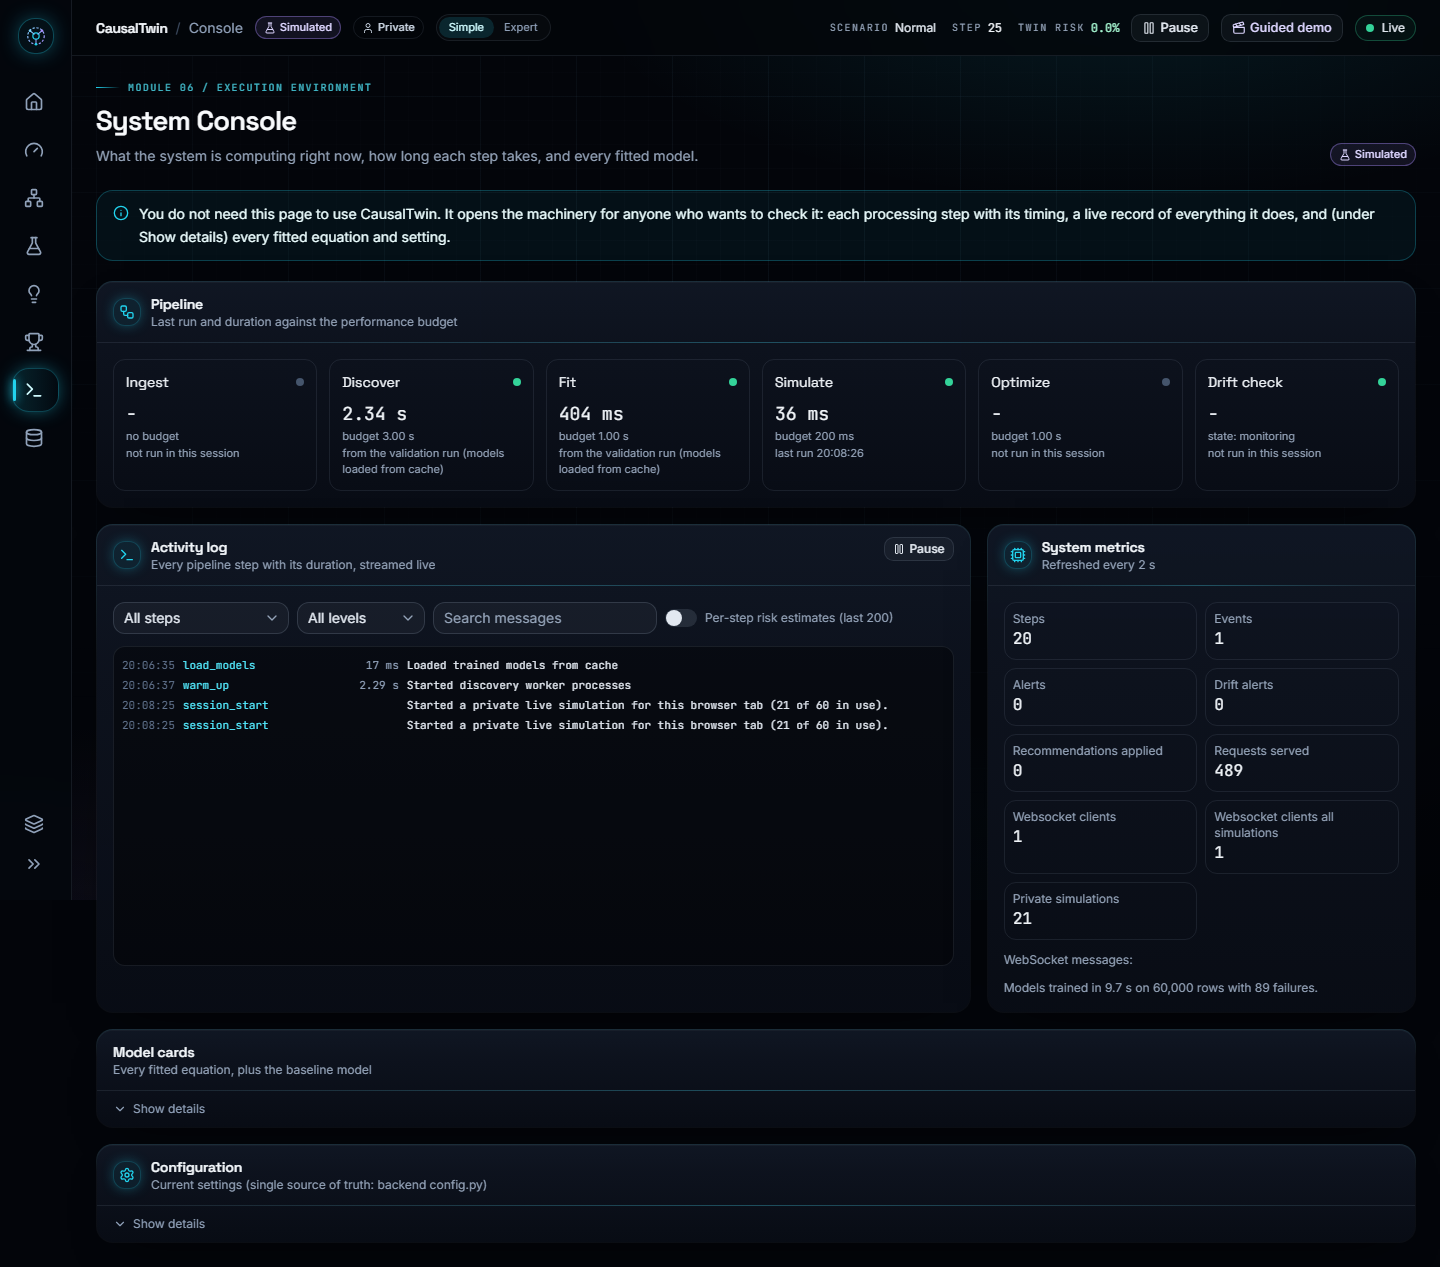 CausalTwin / Console Simulated Private Simple Expert SCENARIO Normal STEP 25 TWIN RISK 0.0% Pause Guided demo Live
MODULE 06 / EXECUTION ENVIRONMENT
System Console
What the system is computing right now, how long each step takes, and every fitted model.
Simulated
You do not need this page to use CausalTwin. It opens the machinery for anyone who wants to check it: each processing step with its timing, a live record of everything it does, and (under
Show details) every fitted equation and setting.
Pipeline
Last run and duration against the performance budget
Ingest
-
no budget
not run in this session
Discover
2.34 s
budget 3.00 s
from the validation run (models
loaded from cache)
Fit
404 ms
budget 1.00 s
from the validation run (models
loaded from cache)
Simulate
36 ms
budget 200 ms
last run 20:08:26
Optimize
-
budget 1.00 s
not run in this session
Drift check
-
state: monitoring
not run in this session
Activity log
Every pipeline step with its duration, streamed live
Pause
All steps All levels Search messages Per-step risk estimates (last 200)
20:06:35 load_models 17 ms Loaded trained models from cache
20:06:37 warm_up 2.29 s Started discovery worker processes
20:08:25 session_start Started a private live simulation for this browser tab (21 of 60 in use).
20:08:25 session_start Started a private live simulation for this browser tab (21 of 60 in use).
System metrics
Refreshed every 2 s
Steps
20
Events
1
Alerts
0
Drift alerts
0
Recommendations applied
0
Requests served
489
Websocket clients
1
Websocket clients all
simulations
1
Private simulations
21
WebSocket messages:
Models trained in 9.7 s on 60,000 rows with 89 failures.
Model cards
Every fitted equation, plus the baseline model
Show details
Configuration
Current settings (single source of truth: backend config.py)
Show details